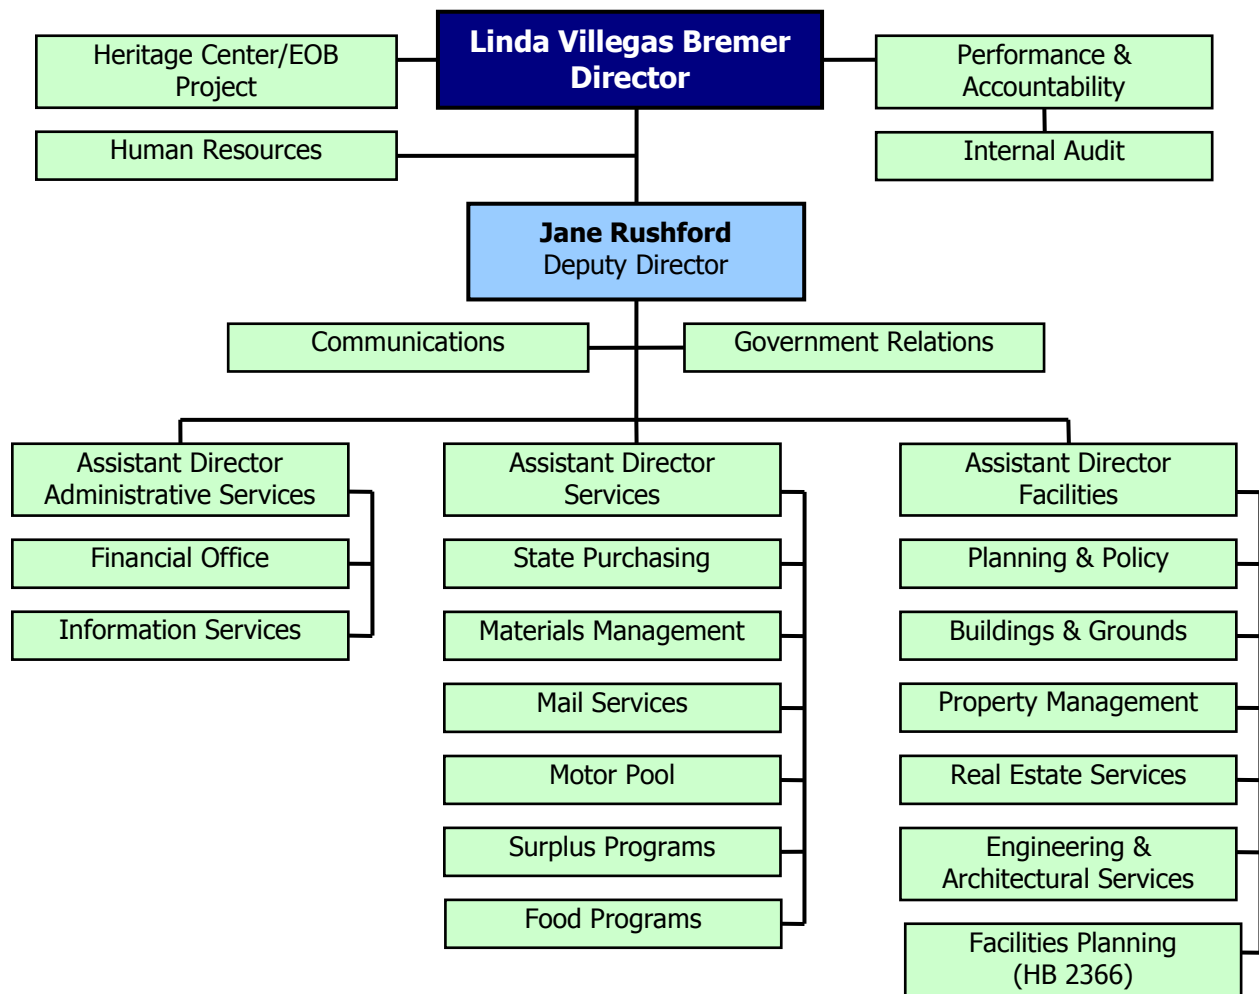 Linda Villegas Bremer
Director
Heritage Center/EOB
Project
Performance &
Accountability
Human Resources
Internal Audit
Jane Rushford
Deputy Director
Communications
Government Relations
Assistant Director
Administrative Services
Financial Office
Information Services
Assistant Director
Services
State Purchasing
Materials Management
Mail Services
Motor Pool
Surplus Programs
Food Programs
Assistant Director
Facilities
Planning & Policy
Buildings & Grounds
Property Management
Real Estate Services
Engineering &
Architectural Services
Facilities Planning
(HB 2366)